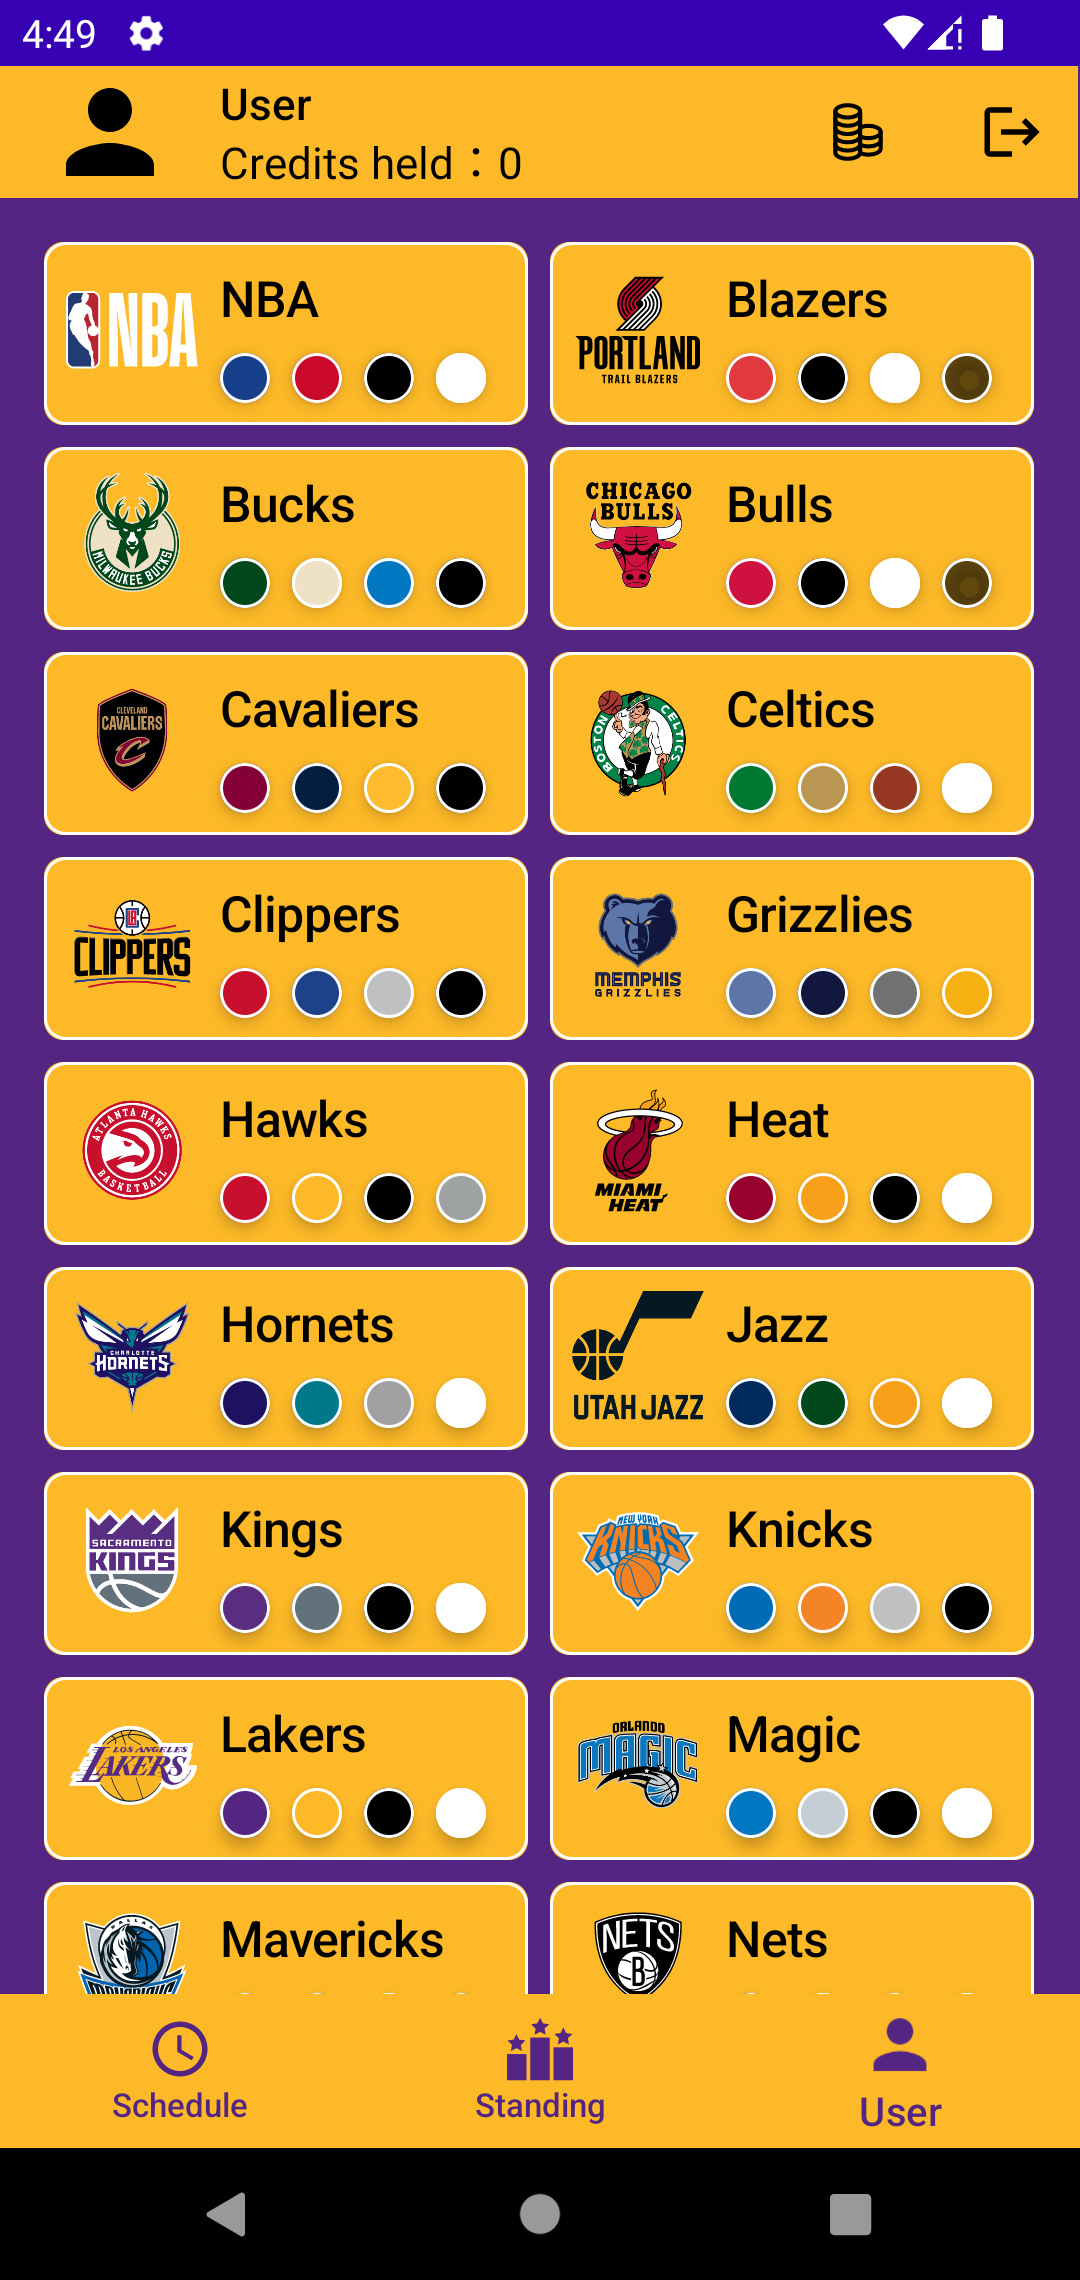 4:49
User
Credits held：0
NBA
NBA
PORTLAND
TRAIL BLAZERS
Blazers
MILWAUKEE BUCKS
Bucks
CHICAGO
BULLS
Bulls
CLEVELAND
CAVALIERS
C
Cavaliers
BOSTON CELTICS
Celtics
CLIPPERS
Clippers
MEMPHIS
GRIZZLIES
Grizzlies
ATLANTA HAWKS
BASKETBALL
Hawks
MIAMI
HEAT
Heat
CHARLOTTE
HORNETS
Hornets
UTAH JAZZ
Jazz
SACRAMENTO
KINGS
Kings
NEW YORK
KNICKS
Knicks
LOS ANGELES
LAKERS
Lakers
ORLANDO
MAGIC
Magic
DALLAS
MAVERICKS
Mavericks
NETS
B
Nets
Schedule
Standing
User